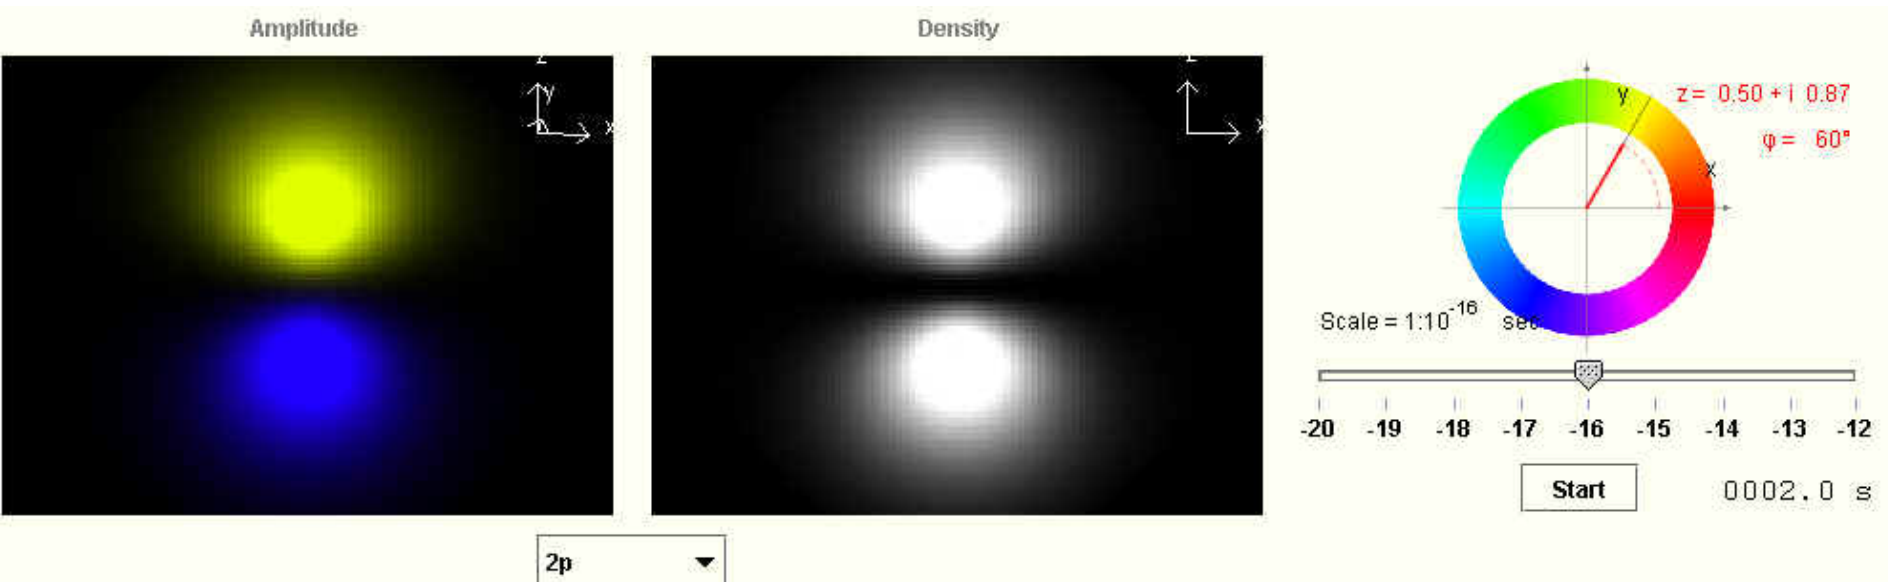 Amplitude
Density
z
y
x
x
y
x
z = 0.50 + i 0.87
φ = 60°
Scale = 1:10^-16 sec
-20 -19 -18 -17 -16 -15 -14 -13 -12
Start
0002.0 s
2p